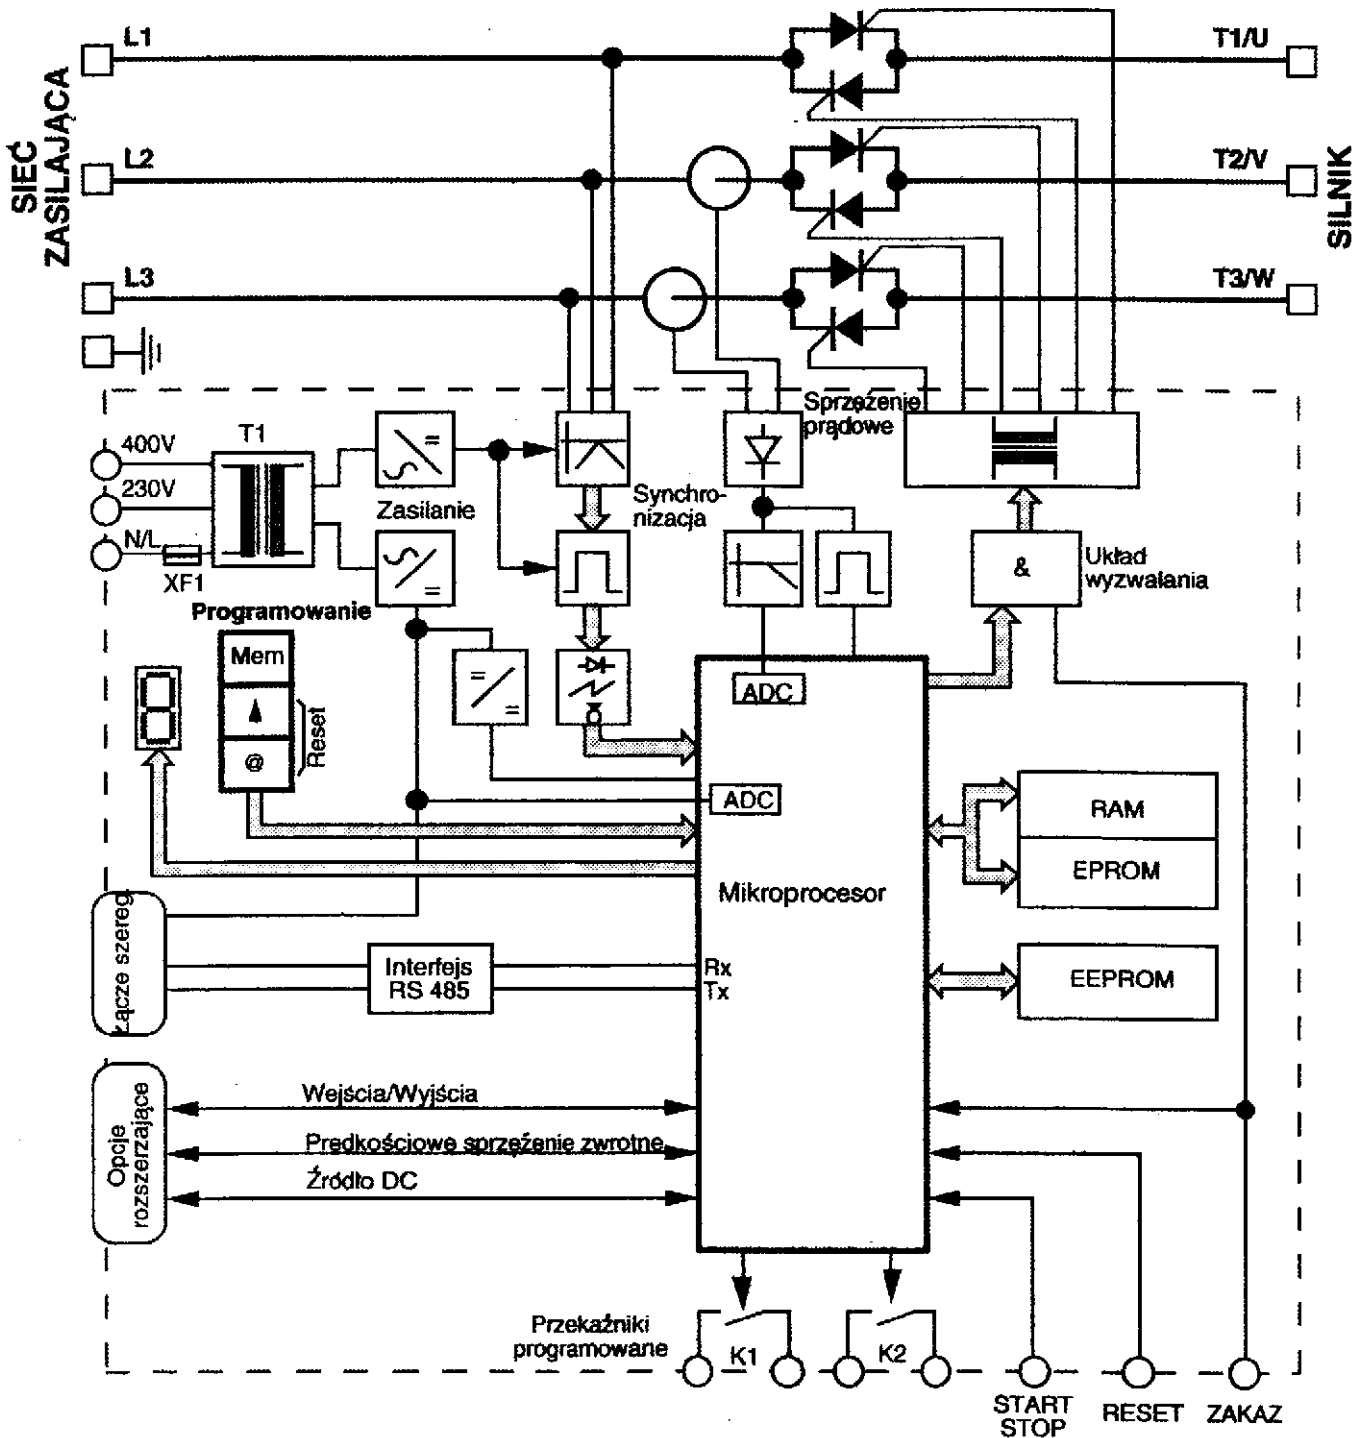 L1
T1/U
SIEĆ
ZASILAJĄCA
L2
T2/V
SILNIK
L3
T3/W
Sprzężenie
prądowe
400V
T1
230V
Zasilanie
Synchro-
nizacja
N/L
XF1
=
=
&
Układ
wyzwalania
Programowanie
Mem
@
Reset
=
=
ADC
ADC
RAM
EPROM
Mikroprocesor
Łącze szereg
Interfejs
RS 485
Rx
Tx
EEPROM
Opcje
rozszerzające
Wejścia/Wyjścia
Predkościowe sprzężenie zwrotne
Źródło DC
Przekaźniki
programowane
K1
K2
START
STOP
RESET
ZAKAZ